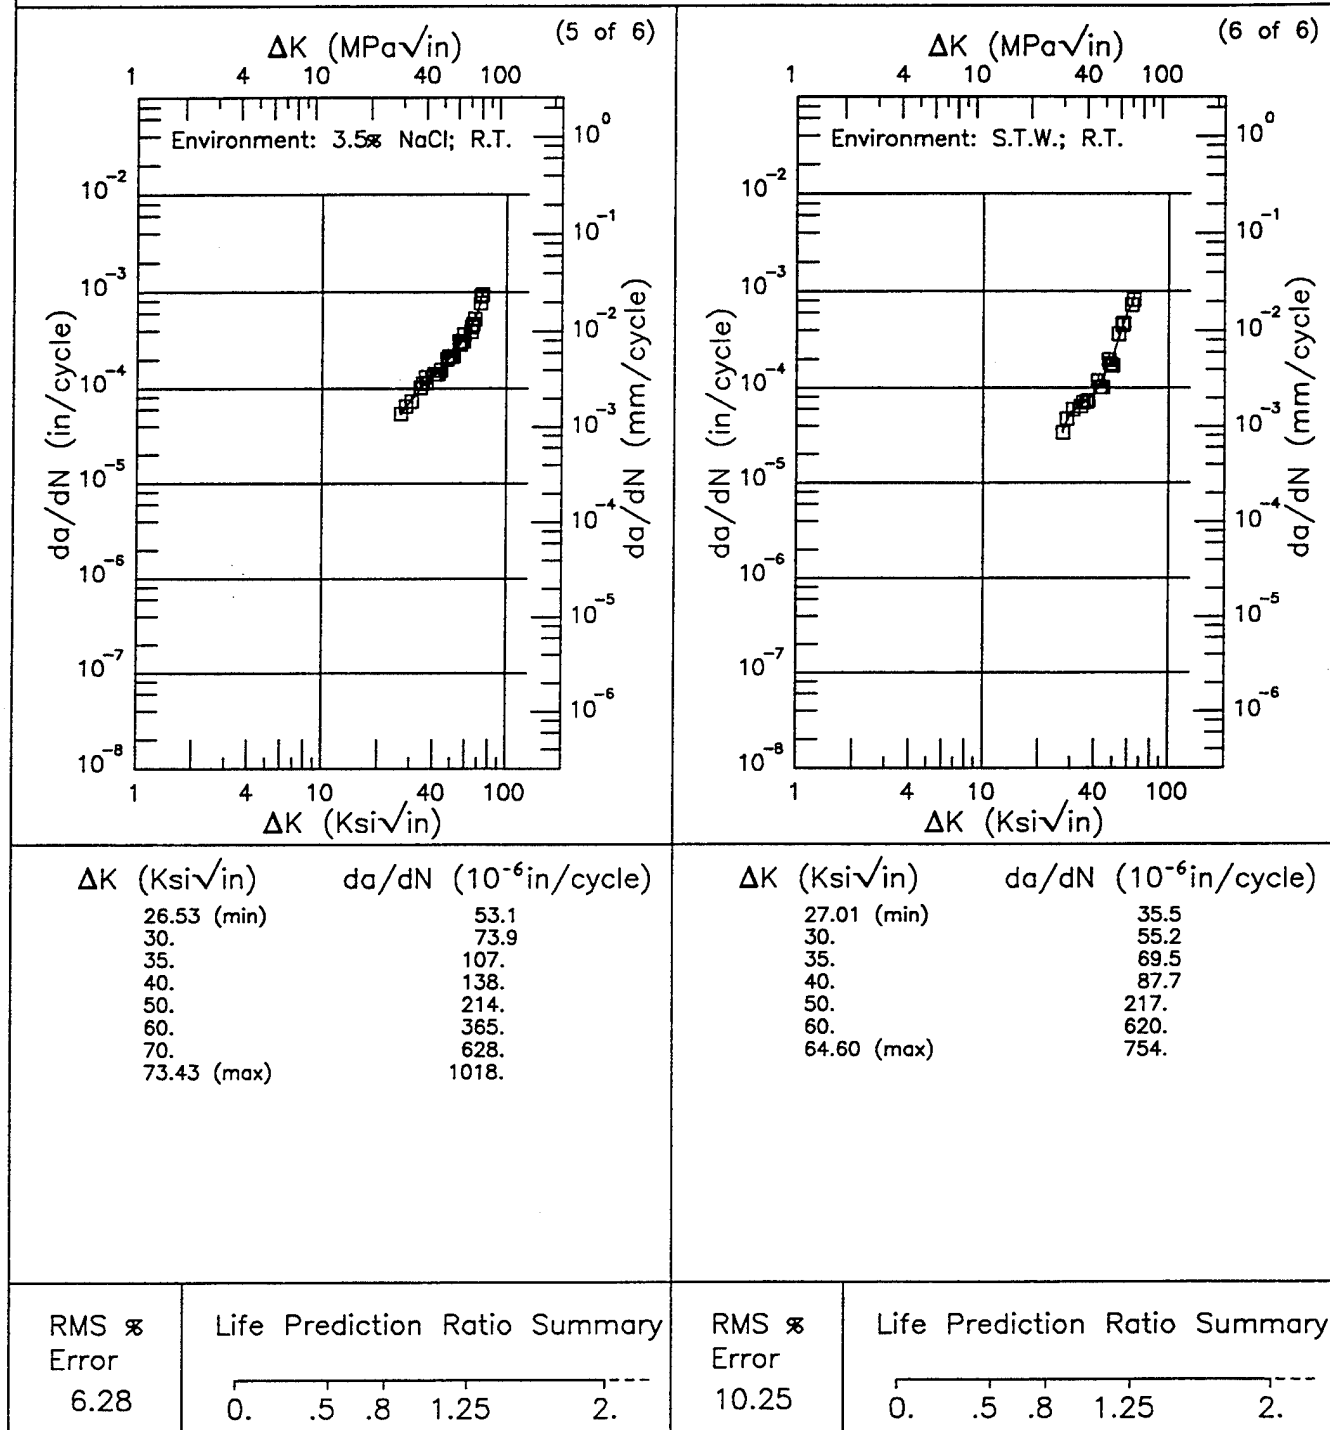 (5 of 6)
ΔK (MPa√in)
1 4 10 40 100
Environment: 3.5% NaCl; R.T.
10⁻²
10⁻³
10⁻⁴
10⁻⁵
10⁻⁶
10⁻⁷
10⁻⁸
da/dN (in/cycle)
10⁰
10⁻¹
10⁻²
10⁻³
10⁻⁴
10⁻⁵
10⁻⁶
da/dN (mm/cycle)
1 4 10 40 100
ΔK (Ksi√in)
ΔK (Ksi√in) da/dN (10⁻⁶in/cycle)
26.53 (min) 53.1
30. 73.9
35. 107.
40. 138.
50. 214.
60. 365.
70. 628.
73.43 (max) 1018.
RMS %
Error
6.28
Life Prediction Ratio Summary
0. .5 .8 1.25 2.
(6 of 6)
ΔK (MPa√in)
1 4 10 40 100
Environment: S.T.W.; R.T.
10⁻²
10⁻³
10⁻⁴
10⁻⁵
10⁻⁶
10⁻⁷
10⁻⁸
da/dN (in/cycle)
10⁰
10⁻¹
10⁻²
10⁻³
10⁻⁴
10⁻⁵
10⁻⁶
da/dN (mm/cycle)
1 4 10 40 100
ΔK (Ksi√in)
ΔK (Ksi√in) da/dN (10⁻⁶in/cycle)
27.01 (min) 35.5
30. 55.2
35. 69.5
40. 87.7
50. 217.
60. 620.
64.60 (max) 754.
RMS %
Error
10.25
Life Prediction Ratio Summary
0. .5 .8 1.25 2.